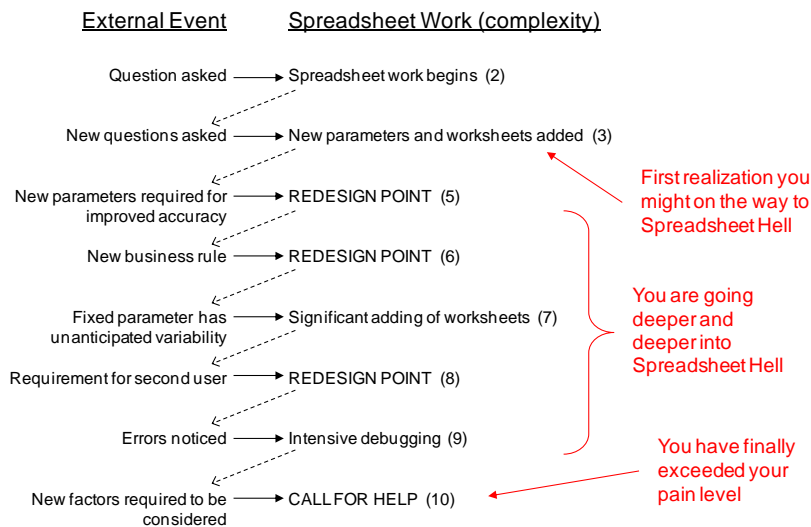 External Event
Spreadsheet Work (complexity)
Question asked
Spreadsheet work begins (2)
New questions asked
New parameters and worksheets added (3)
First realization you
might on the way to
Spreadsheet Hell
New parameters required for
improved accuracy
REDESIGN POINT (5)
New business rule
REDESIGN POINT (6)
Fixed parameter has
unanticipated variability
Significant adding of worksheets (7)
You are going
deeper and
deeper into
Spreadsheet Hell
Requirement for second user
REDESIGN POINT (8)
Errors noticed
Intensive debugging (9)
New factors required to be
considered
CALL FOR HELP (10)
You have finally
exceeded your
pain level